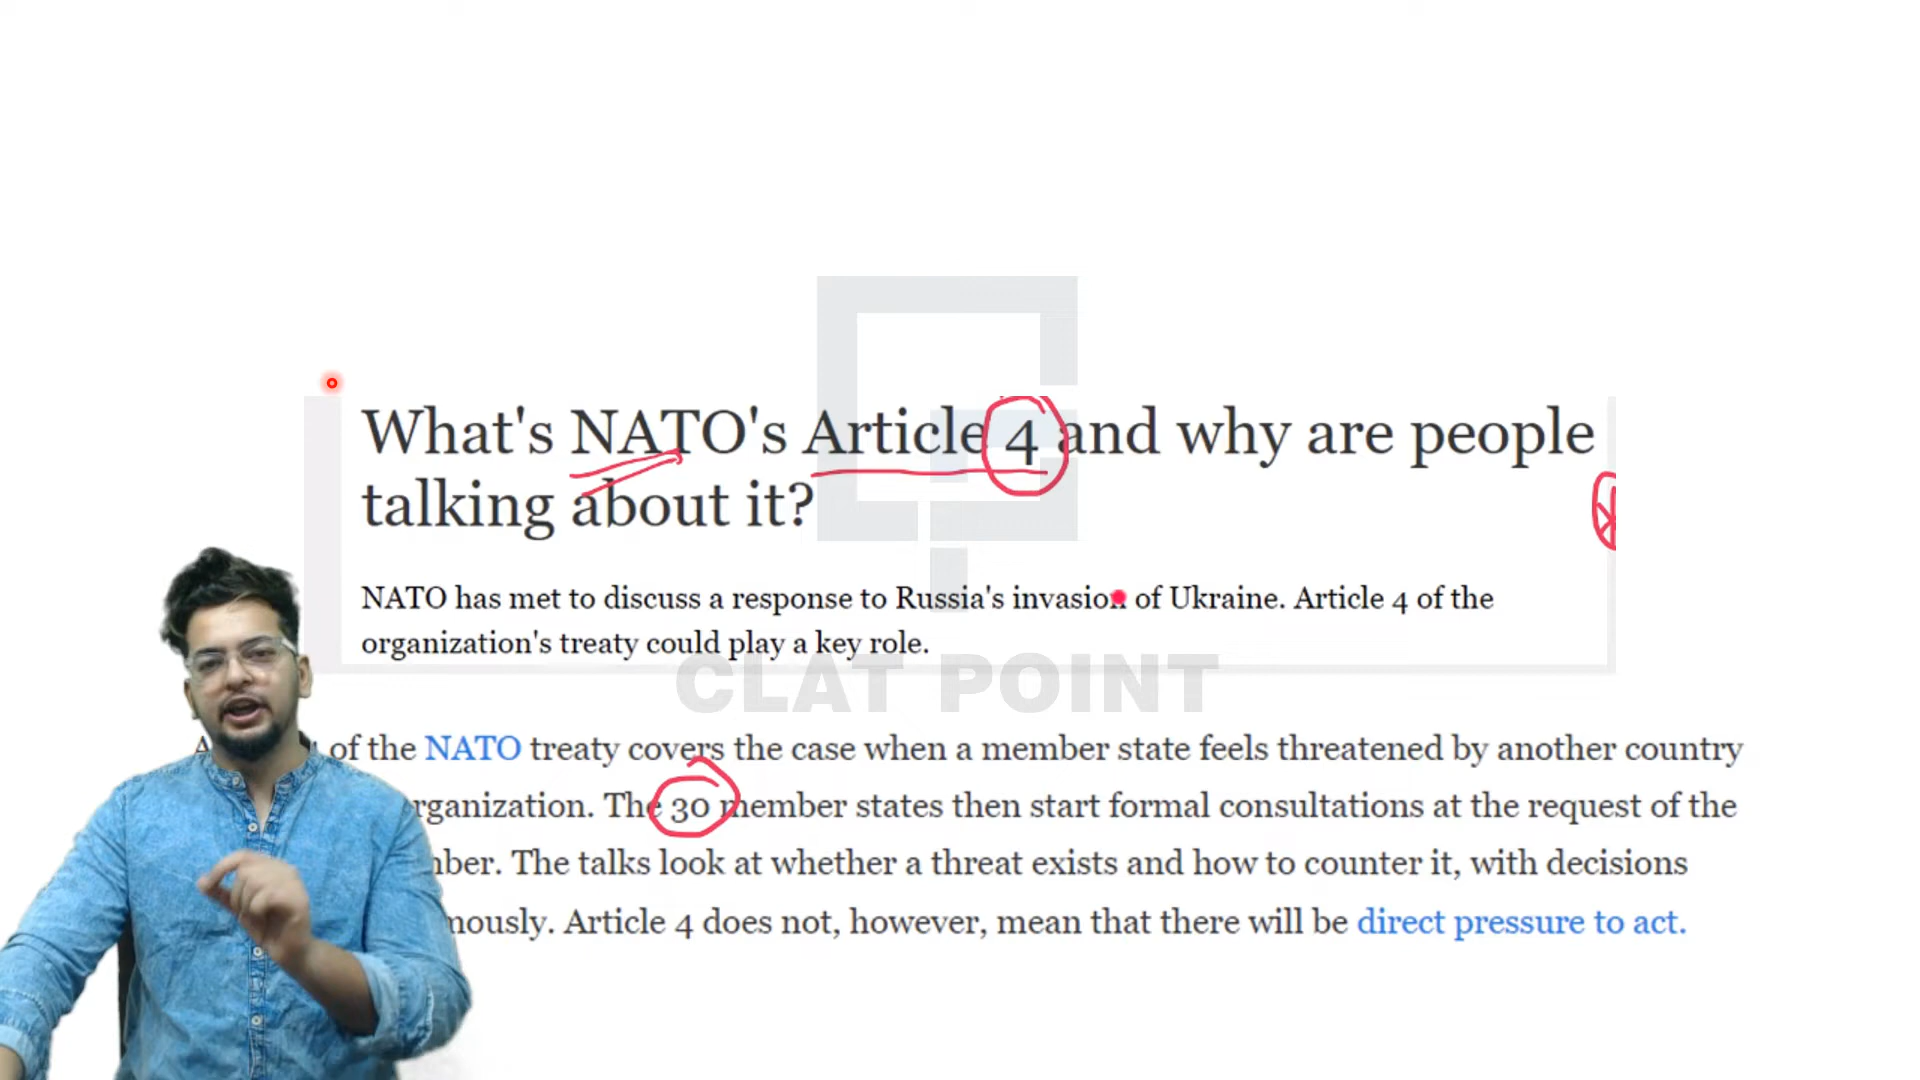 What's NATO's Article 4 and why are people
talking about it?
NATO has met to discuss a response to Russia's invasion of Ukraine. Article 4 of the
organization's treaty could play a key role.
CLAT POINT
of the NATO treaty covers the case when a member state feels threatened by another country
rganization. The 30 member states then start formal consultations at the request of the
nber. The talks look at whether a threat exists and how to counter it, with decisions
mously. Article 4 does not, however, mean that there will be direct pressure to act.